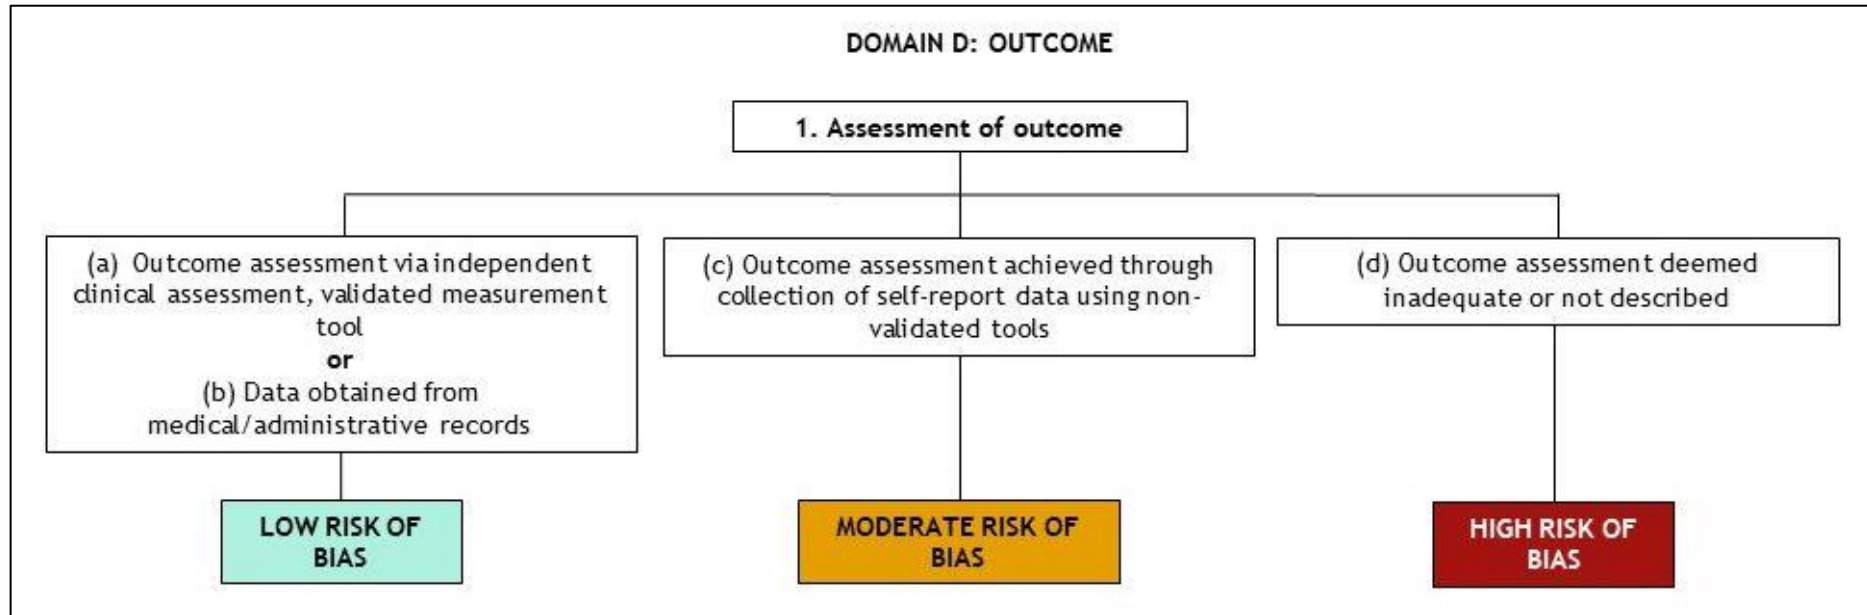 DOMAIN D: OUTCOME
1. Assessment of outcome
(a) Outcome assessment via independent
clinical assessment, validated measurement
tool
or
(b) Data obtained from
medical/administrative records
(c) Outcome assessment achieved through
collection of self-report data using non-
validated tools
(d) Outcome assessment deemed
inadequate or not described
LOW RISK OF
BIAS
MODERATE RISK OF
BIAS
HIGH RISK OF
BIAS